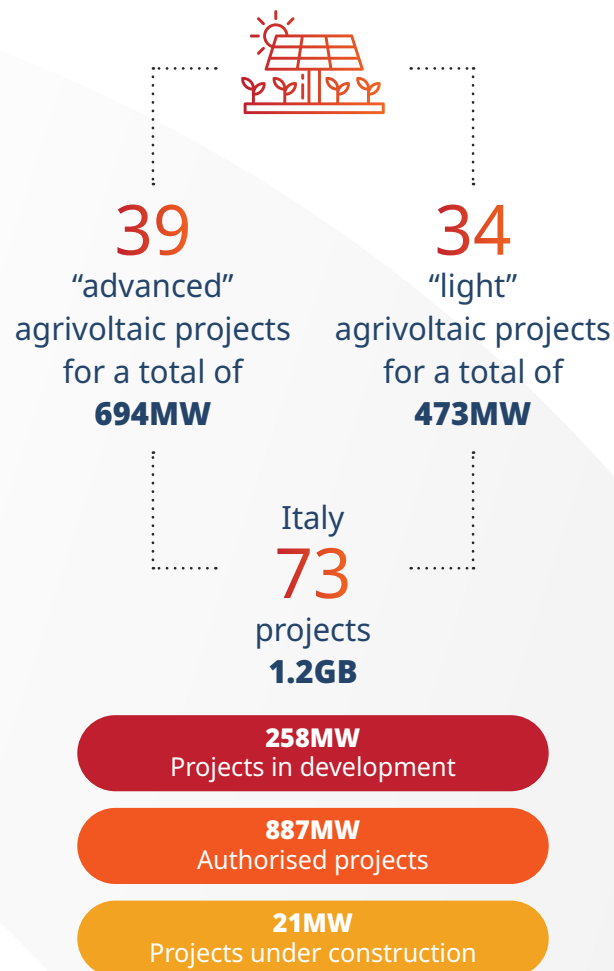 39
“advanced”
agrivoltaic projects
for a total of
694MW
34
“light”
agrivoltaic projects
for a total of
473MW
Italy
73
projects
1.2GB
258MW
Projects in development
887MW
Authorised projects
21MW
Projects under construction